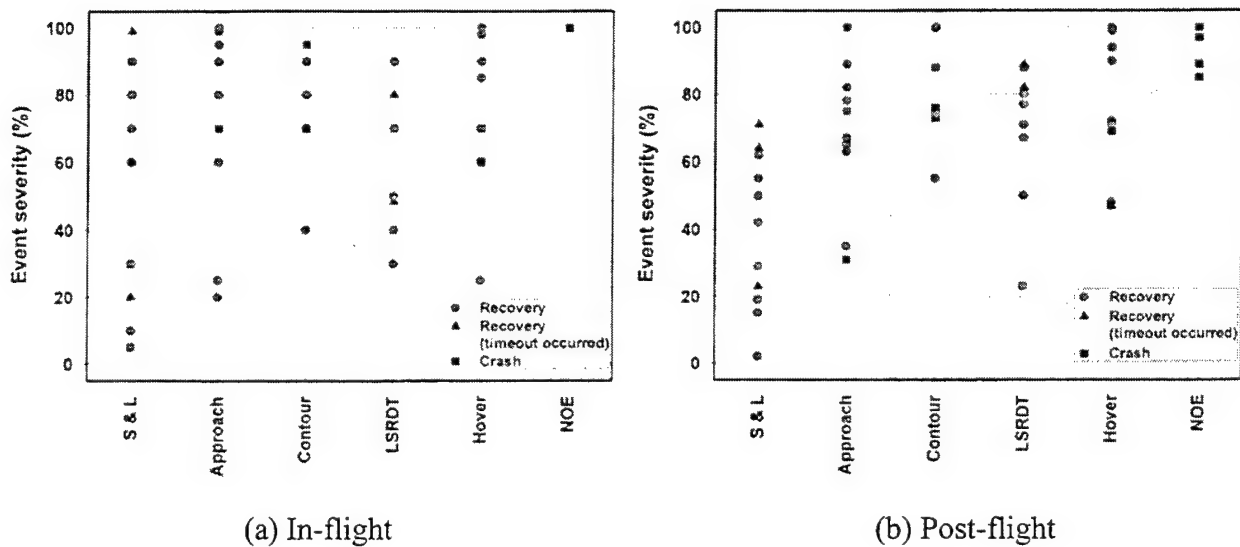 100
80
60
40
20
0
Event severity (%)
Recovery
Recovery
(timeout occurred)
Crash
S & L
Approach
Contour
LSRDT
Hover
NOE
(a) In-flight
100
80
60
40
20
0
Event severity (%)
Recovery
Recovery
(timeout occurred)
Crash
S & L
Approach
Contour
LSRDT
Hover
NOE
(b) Post-flight